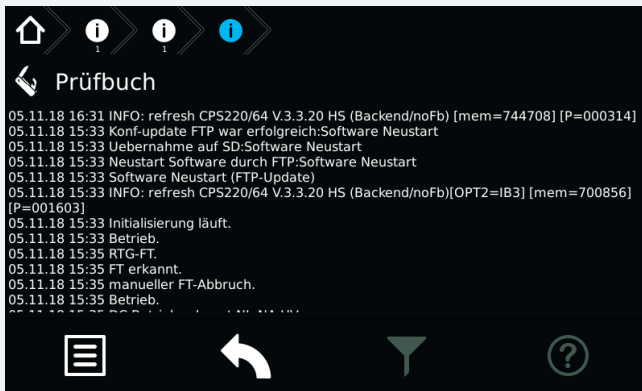 1
1
Prüfbuch
05.11.18 16:31 INFO: refresh CPS220/64 V.3.3.20 HS (Backend/noFb) [mem=744708] [P=000314]
05.11.18 15:33 Konf-update FTP war erfolgreich:Software Neustart
05.11.18 15:33 Uebernahme auf SD:Software Neustart
05.11.18 15:33 Neustart Software durch FTP:Software Neustart
05.11.18 15:33 Software Neustart (FTP-Update)
05.11.18 15:33 INFO: refresh CPS220/64 V.3.3.20 HS (Backend/noFb)[OPT2=IB3] [mem=700856]
[P=001603]
05.11.18 15:33 Initialisierung läuft.
05.11.18 15:33 Betrieb.
05.11.18 15:35 RTG-FT.
05.11.18 15:35 FT erkannt.
05.11.18 15:35 manueller FT-Abbruch.
05.11.18 15:35 Betrieb.